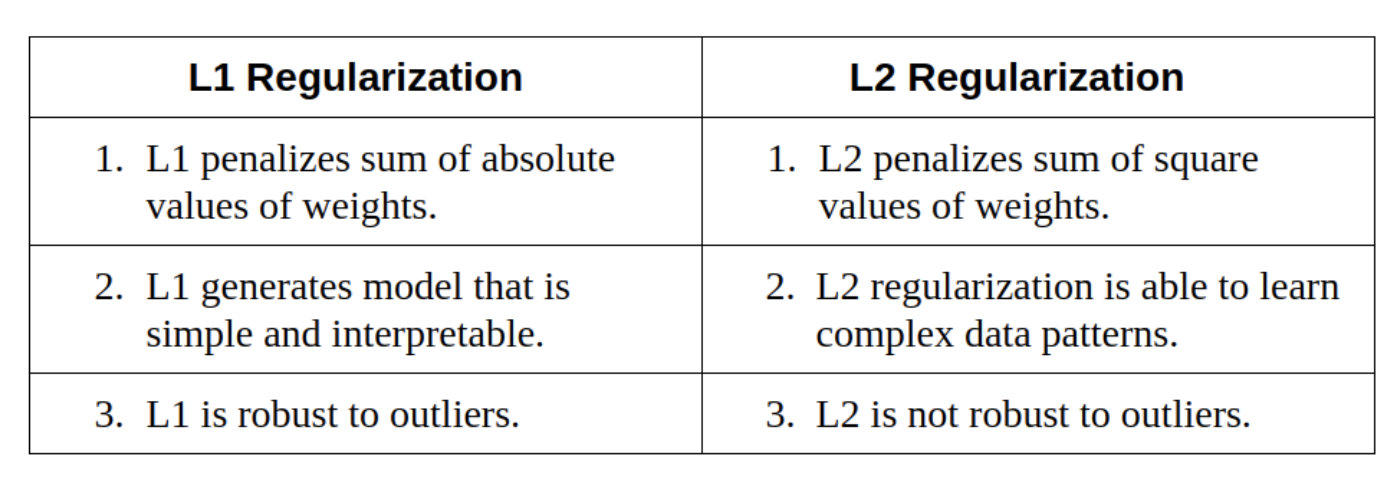 L1 Regularization
L2 Regularization
1. L1 penalizes sum of absolute
values of weights.
1. L2 penalizes sum of square
values of weights.
2. L1 generates model that is
simple and interpretable.
2. L2 regularization is able to learn
complex data patterns.
3. L1 is robust to outliers.
3. L2 is not robust to outliers.